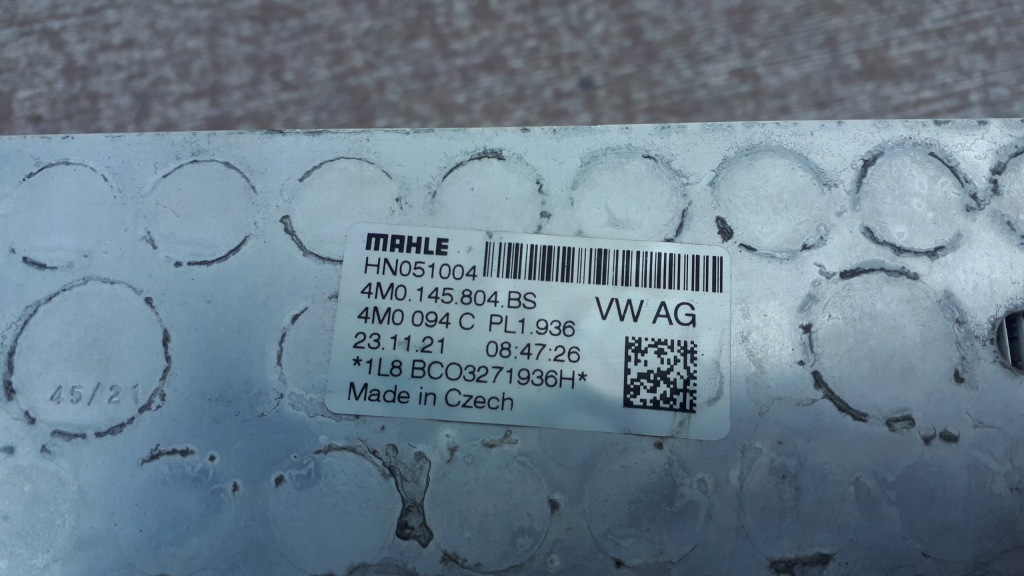 MAHLE
HN051004
4M0.145.804.BS
VW AG
4M0 094 C PL1.936
23.11.21 08:47:26
*1L8 BCO3271936H*
Made in Czech
45/21